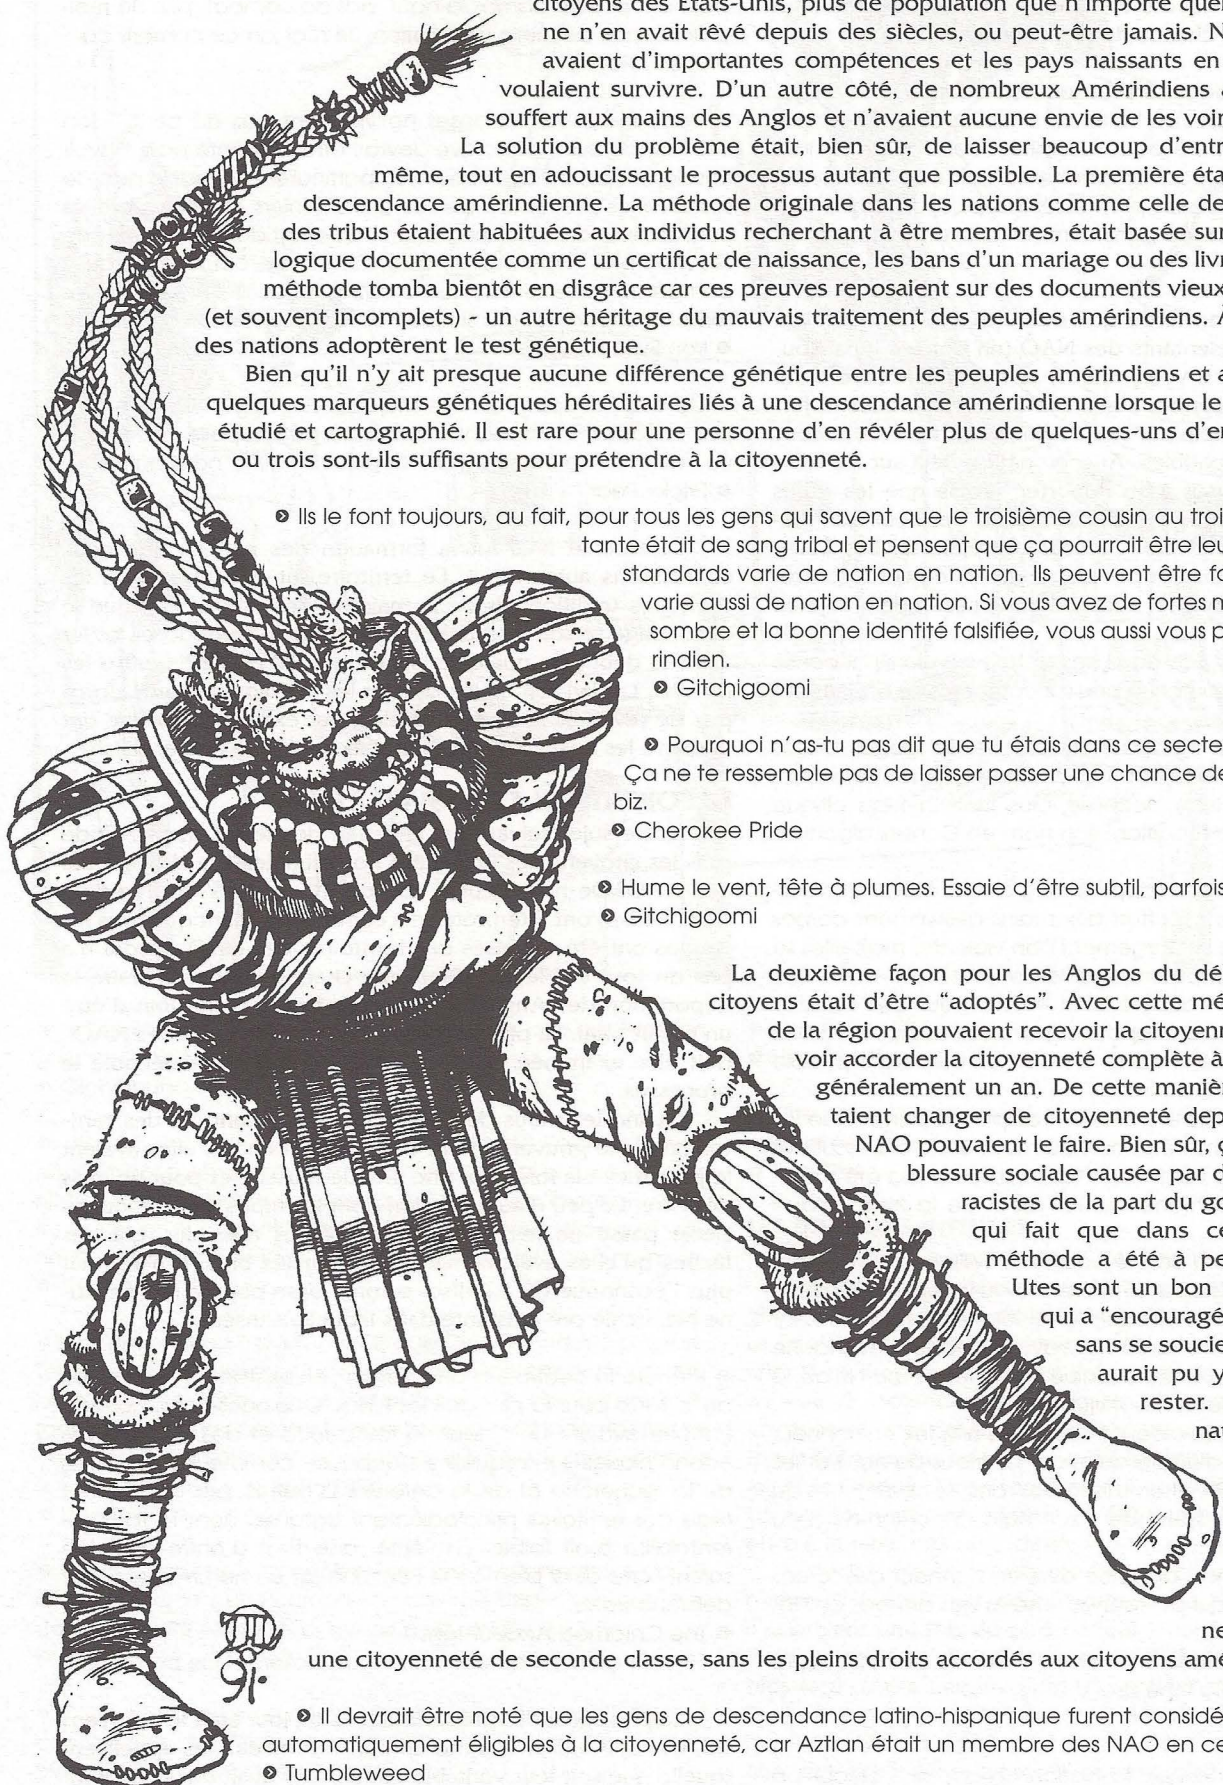 citoyens des États-Unis, plus de population que n'importe quel
ne n'en avait rêvé depuis des siècles, ou peut-être jamais. N
avaient d'importantes compétences et les pays naissants en
voulaient survivre. D'un autre côté, de nombreux Amérindiens
souffert aux mains des Anglos et n'avaient aucune envie de les voir
La solution du problème était, bien sûr, de laisser beaucoup d'entr
même, tout en adoucissant le processus autant que possible. La première éta
descendance amérindienne. La méthode originale dans les nations comme celle de
des tribus étaient habituées aux individus recherchant à être membres, était basée sur
logique documentée comme un certificat de naissance, les bans d'un mariage ou des livr
méthode tomba bientôt en disgrâce car ces preuves reposaient sur des documents vieux
(et souvent incomplets) - un autre héritage du mauvais traitement des peuples amérindiens. A
des nations adoptèrent le test génétique.
Bien qu'il n'y ait presque aucune différence génétique entre les peuples amérindiens et a
quelques marqueurs génétiques héréditaires liés à une descendance amérindienne lorsque le
étudié et cartographié. Il est rare pour une personne d'en révéler plus de quelques-uns d'en
ou trois sont-ils suffisants pour prétendre à la citoyenneté.
Ils le font toujours, au fait, pour tous les gens qui savent que le troisième cousin au troi
tante était de sang tribal et pensent que ça pourrait être leu
standards varie de nation en nation. Ils peuvent être fa
varie aussi de nation en nation. Si vous avez de fortes m
sombre et la bonne identité falsifiée, vous aussi vous p
rindien.
Gitchigoomi
Pourquoi n'as-tu pas dit que tu étais dans ce secte
Ça ne te ressemble pas de laisser passer une chance de
biz.
Cherokee Pride
Hume le vent, tête à plumes. Essaie d'être subtil, parfois
Gitchigoomi
La deuxième façon pour les Anglos du dé
citoyens était d'être “adoptés”. Avec cette mé
de la région pouvaient recevoir la citoyenn
voir accorder la citoyenneté complète à
généralement un an. De cette maniè
taient changer de citoyenneté dep
NAO pouvaient le faire. Bien sûr, ç
blessure sociale causée par d
racistes de la part du go
qui fait que dans ce
méthode a été à pe
Utes sont un bon
qui a “encouragé
sans se soucie
aurait pu y
rester.
nat
ne
une citoyenneté de seconde classe, sans les pleins droits accordés aux citoyens amé
Il devrait être noté que les gens de descendance latino-hispanique furent considé
automatiquement éligibles à la citoyenneté, car Aztlan était un membre des NAO en ce
Tumbleweed